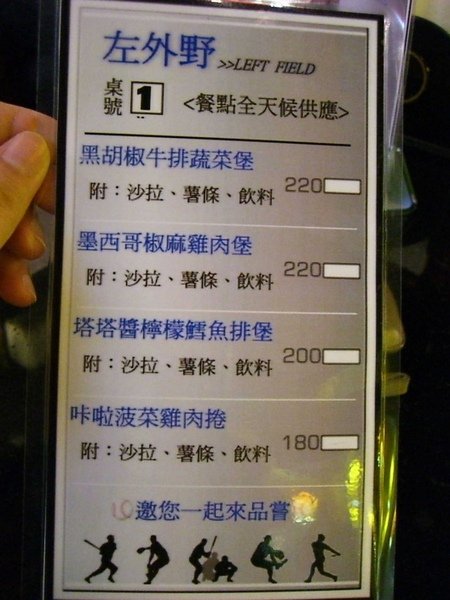 左外野 >>LEFT FIELD
桌號 1 <餐點全天候供應>
黑胡椒牛排蔬菜堡
附：沙拉、薯條、飲料 220
墨西哥椒麻雞肉堡
附：沙拉、薯條、飲料 220
塔塔醬檸檬鱈魚排堡
附：沙拉、薯條、飲料 200
咔啦菠菜雞肉捲
附：沙拉、薯條、飲料 180
邀您一起來品嘗